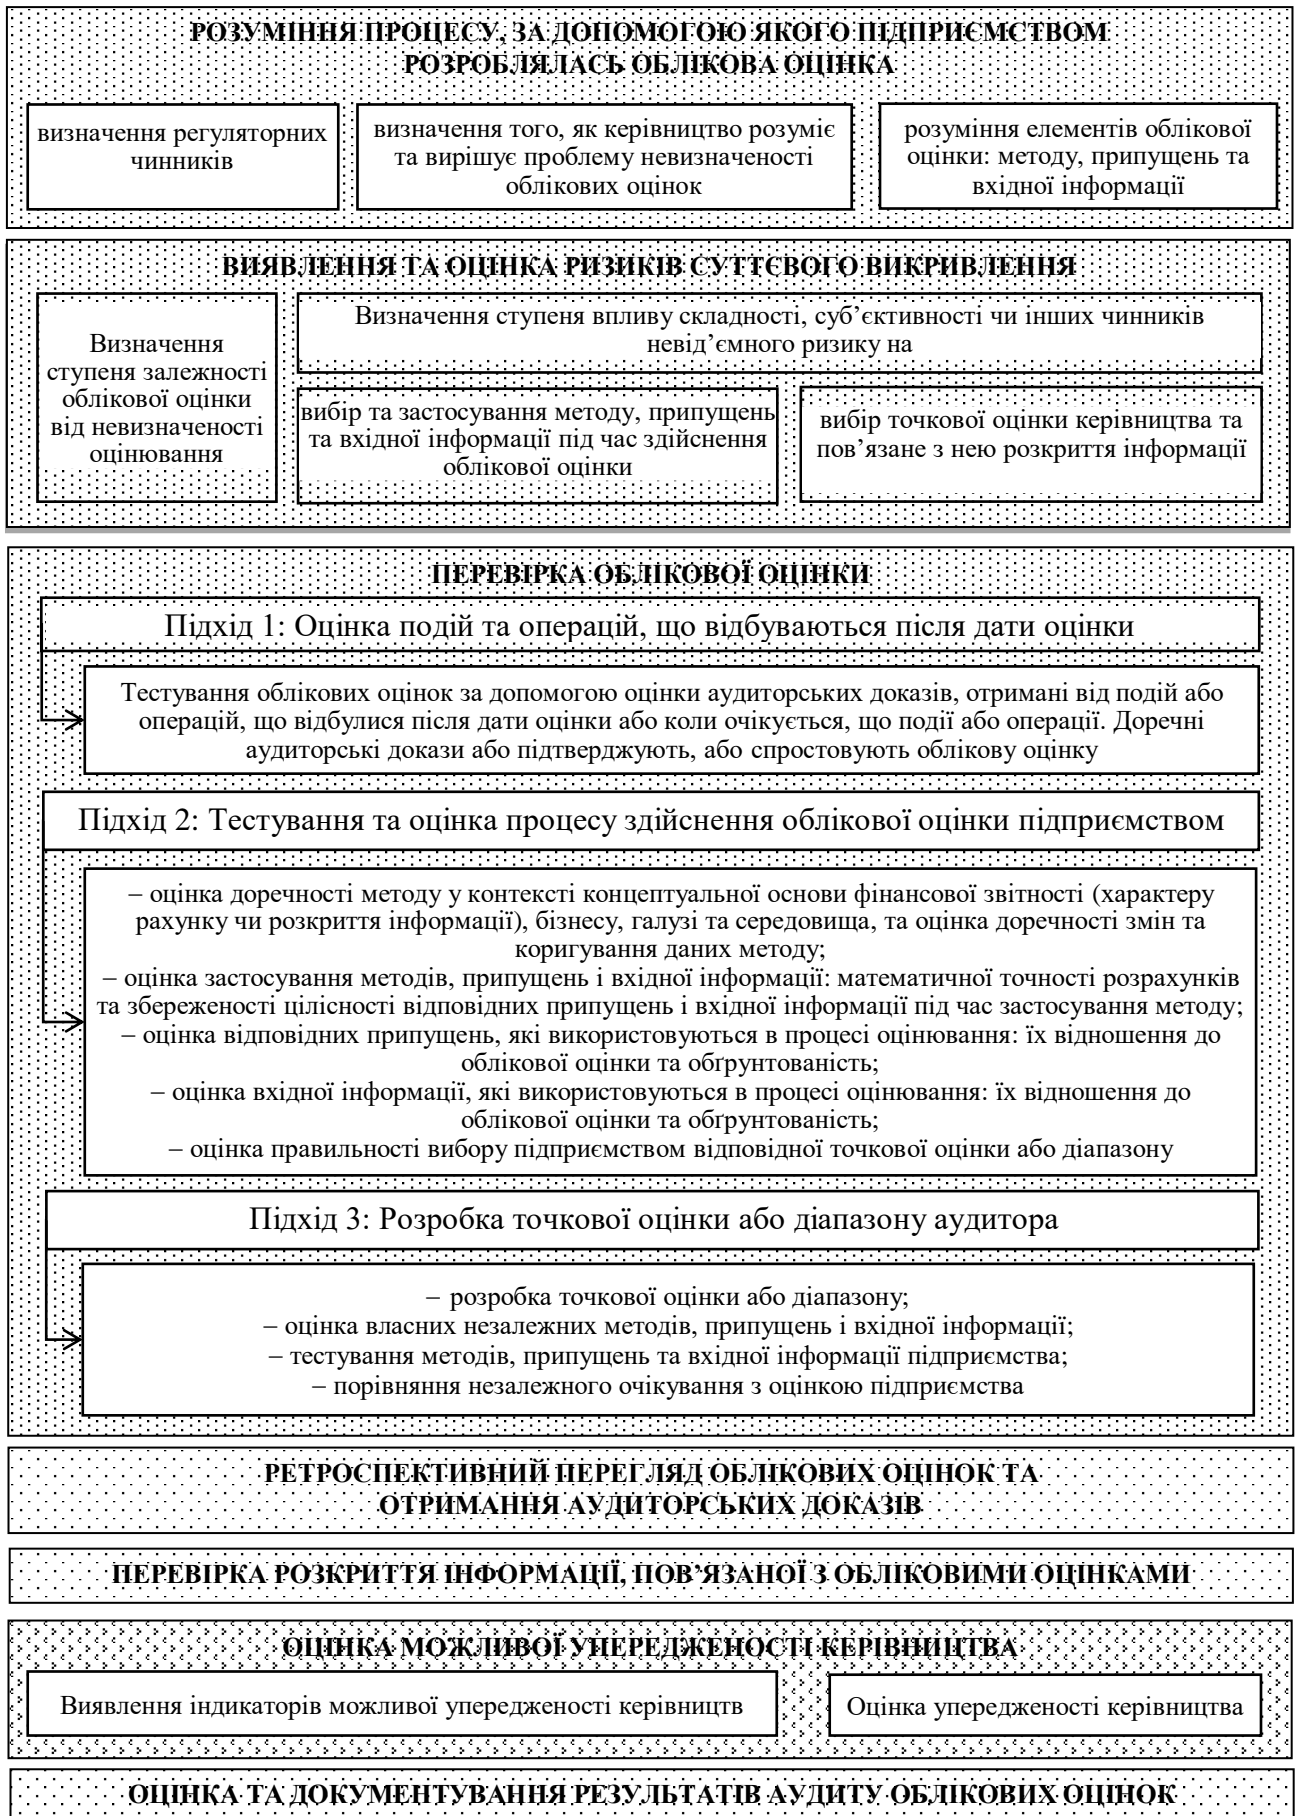 РОЗУМІННЯ ПРОЦЕСУ, ЗА ДОПОМОГОЮ ЯКОГО ПІДПРИЄМСТВОМ
РОЗРОБЛЯЛАСЬ ОБЛІКОВА ОЦІНКА
визначення регуляторних
чинників
визначення того, як керівництво розуміє
та вирішує проблему невизначеності
облікових оцінок
розуміння елементів облікової
оцінки: методу, припущень та
вхідної інформації
ВИЯВЛЕННЯ ТА ОЦІНКА РИЗИКІВ СУТТЄВОГО ВИКРИВЛЕННЯ
Визначення
ступеня залежності
облікової оцінки
від невизначеності
оцінювання
Визначення ступеня впливу складності, суб’єктивності чи інших чинників
невід’ємного ризику на
вибір та застосування методу, припущень
та вхідної інформації під час здійснення
облікової оцінки
вибір точкової оцінки керівництва та
пов’язане з нею розкриття інформації
ПЕРЕВІРКА ОБЛІКОВОЇ ОЦІНКИ
Підхід 1: Оцінка подій та операцій, що відбуваються після дати оцінки
Тестування облікових оцінок за допомогою оцінки аудиторських доказів, отримані від подій або
операцій, що відбулися після дати оцінки або коли очікується, що події або операції. Доречні
аудиторські докази або підтверджують, або спростовують облікову оцінку
Підхід 2: Тестування та оцінка процесу здійснення облікової оцінки підприємством
– оцінка доречності методу у контексті концептуальної основи фінансової звітності (характеру
рахунку чи розкриття інформації), бізнесу, галузі та середовища, та оцінка доречності змін та
коригування даних методу;
– оцінка застосування методів, припущень і вхідної інформації: математичної точності розрахунків
та збереженості цілісності відповідних припущень і вхідної інформації під час застосування методу;
– оцінка відповідних припущень, які використовуються в процесі оцінювання: їх відношення до
облікової оцінки та обґрунтованість;
– оцінка вхідної інформації, які використовуються в процесі оцінювання: їх відношення до
облікової оцінки та обґрунтованість;
– оцінка правильності вибору підприємством відповідної точкової оцінки або діапазону
Підхід 3: Розробка точкової оцінки або діапазону аудитора
– розробка точкової оцінки або діапазону;
– оцінка власних незалежних методів, припущень і вхідної інформації;
– тестування методів, припущень та вхідної інформації підприємства;
– порівняння незалежного очікування з оцінкою підприємства
РЕТРОСПЕКТИВНИЙ ПЕРЕГЛЯД ОБЛІКОВИХ ОЦІНОК ТА
ОТРИМАННЯ АУДИТОРСЬКИХ ДОКАЗІВ
ПЕРЕВІРКА РОЗКРИТТЯ ІНФОРМАЦІЇ, ПОВ’ЯЗАНОЇ З ОБЛІКОВИМИ ОЦІНКАМИ
ОЦІНКА МОЖЛИВОЇ УПЕРЕДЖЕНОСТІ КЕРІВНИЦТВА
Виявлення індикаторів можливої упередженості керівництв
Оцінка упередженості керівництва
ОЦІНКА ТА ДОКУМЕНТУВАННЯ РЕЗУЛЬТАТІВ АУДИТУ ОБЛІКОВИХ ОЦІНОК